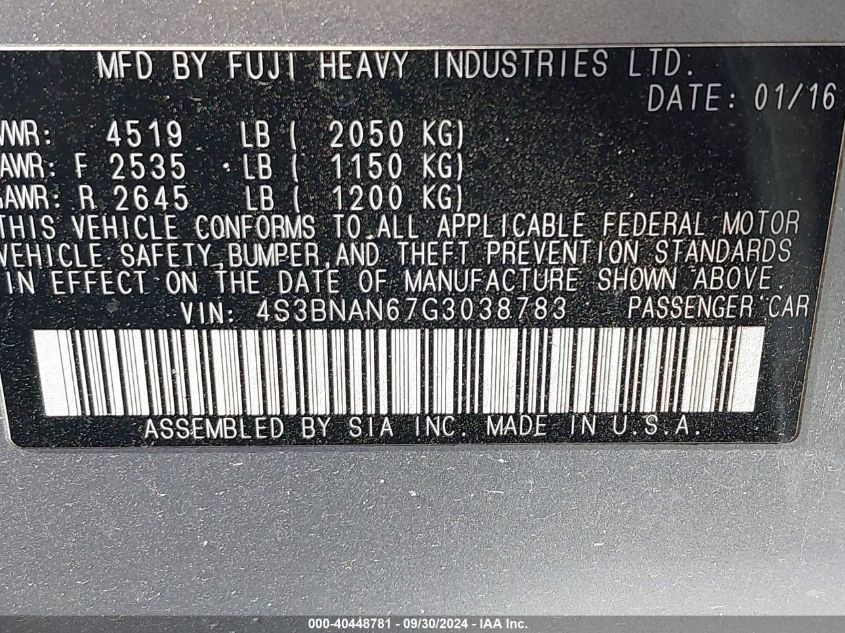 MFD BY FUJI HEAVY INDUSTRIES LTD.
DATE: 01/16
VWR: 4519 LB ( 2050 KG)
AWR: F 2535 LB ( 1150 KG)
AWR: R 2645 LB ( 1200 KG)
THIS VEHICLE CONFORMS TO ALL APPLICABLE FEDERAL MOTOR
VEHICLE SAFETY, BUMPER, AND THEFT PREVENTION STANDARDS
IN EFFECT ON THE DATE OF MANUFACTURE SHOWN ABOVE.
VIN: 4S3BNAN67G3038783 PASSENGER CAR
ASSEMBLED BY SIA INC. MADE IN U.S.A.
000-40448781 - 09/30/2024 - IAA Inc.